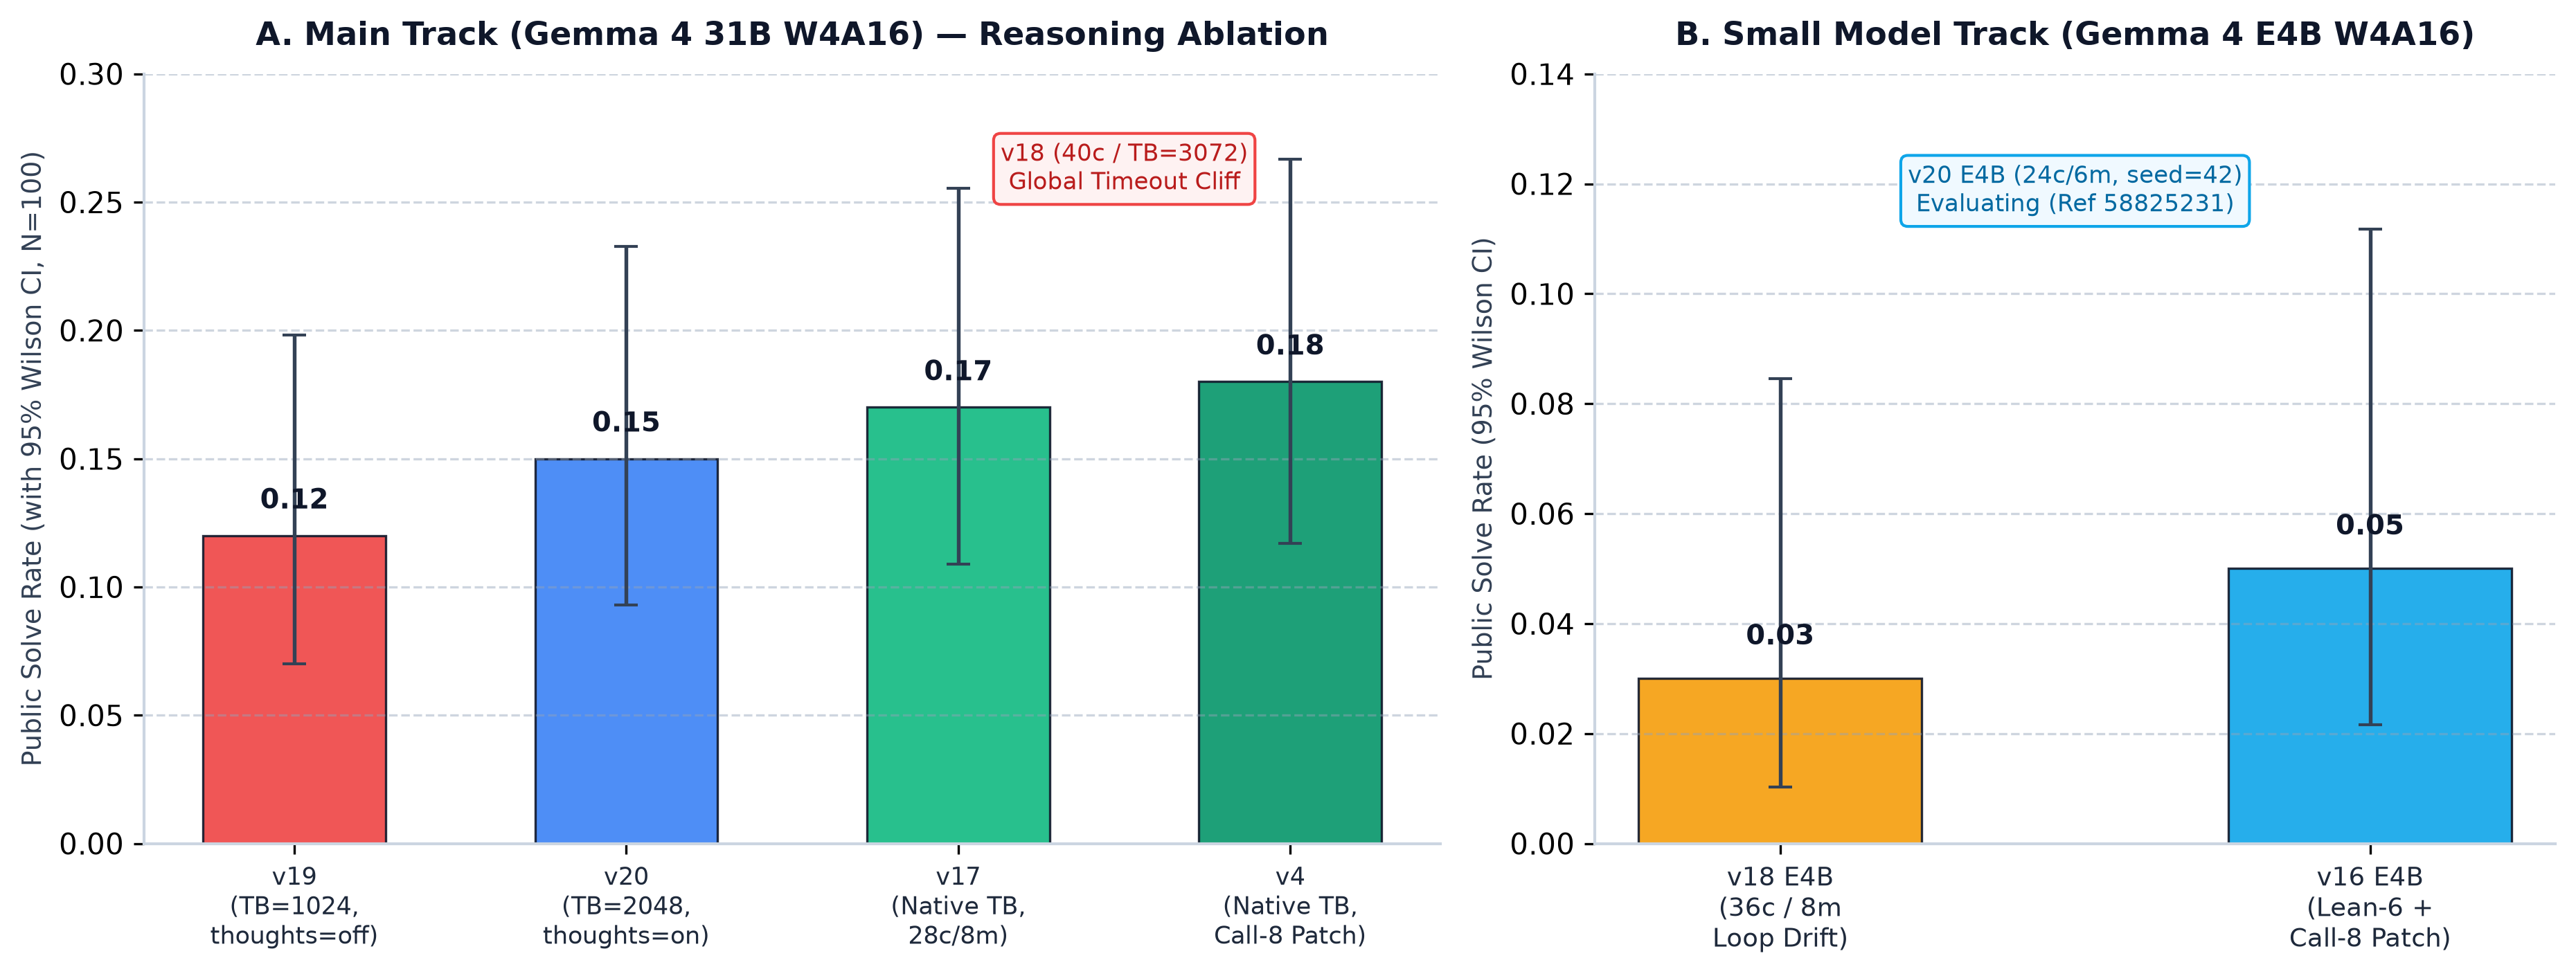 A. Main Track (Gemma 4 31B W4A16) — Reasoning Ablation
Public Solve Rate (with 95% Wilson CI, N=100)
0.30
0.25
0.20
0.15
0.10
0.05
0.00
v18 (40c / TB=3072)
Global Timeout Cliff
0.12
0.15
0.17
0.18
v19
(TB=1024,
thoughts=off)
v20
(TB=2048,
thoughts=on)
v17
(Native TB,
28c/8m)
v4
(Native TB,
Call-8 Patch)
B. Small Model Track (Gemma 4 E4B W4A16)
Public Solve Rate (95% Wilson CI)
0.14
0.12
0.10
0.08
0.06
0.04
0.02
0.00
v20 E4B (24c/6m, seed=42)
Evaluating (Ref 58825231)
0.03
0.05
v18 E4B
(36c / 8m
Loop Drift)
v16 E4B
(Lean-6 +
Call-8 Patch)